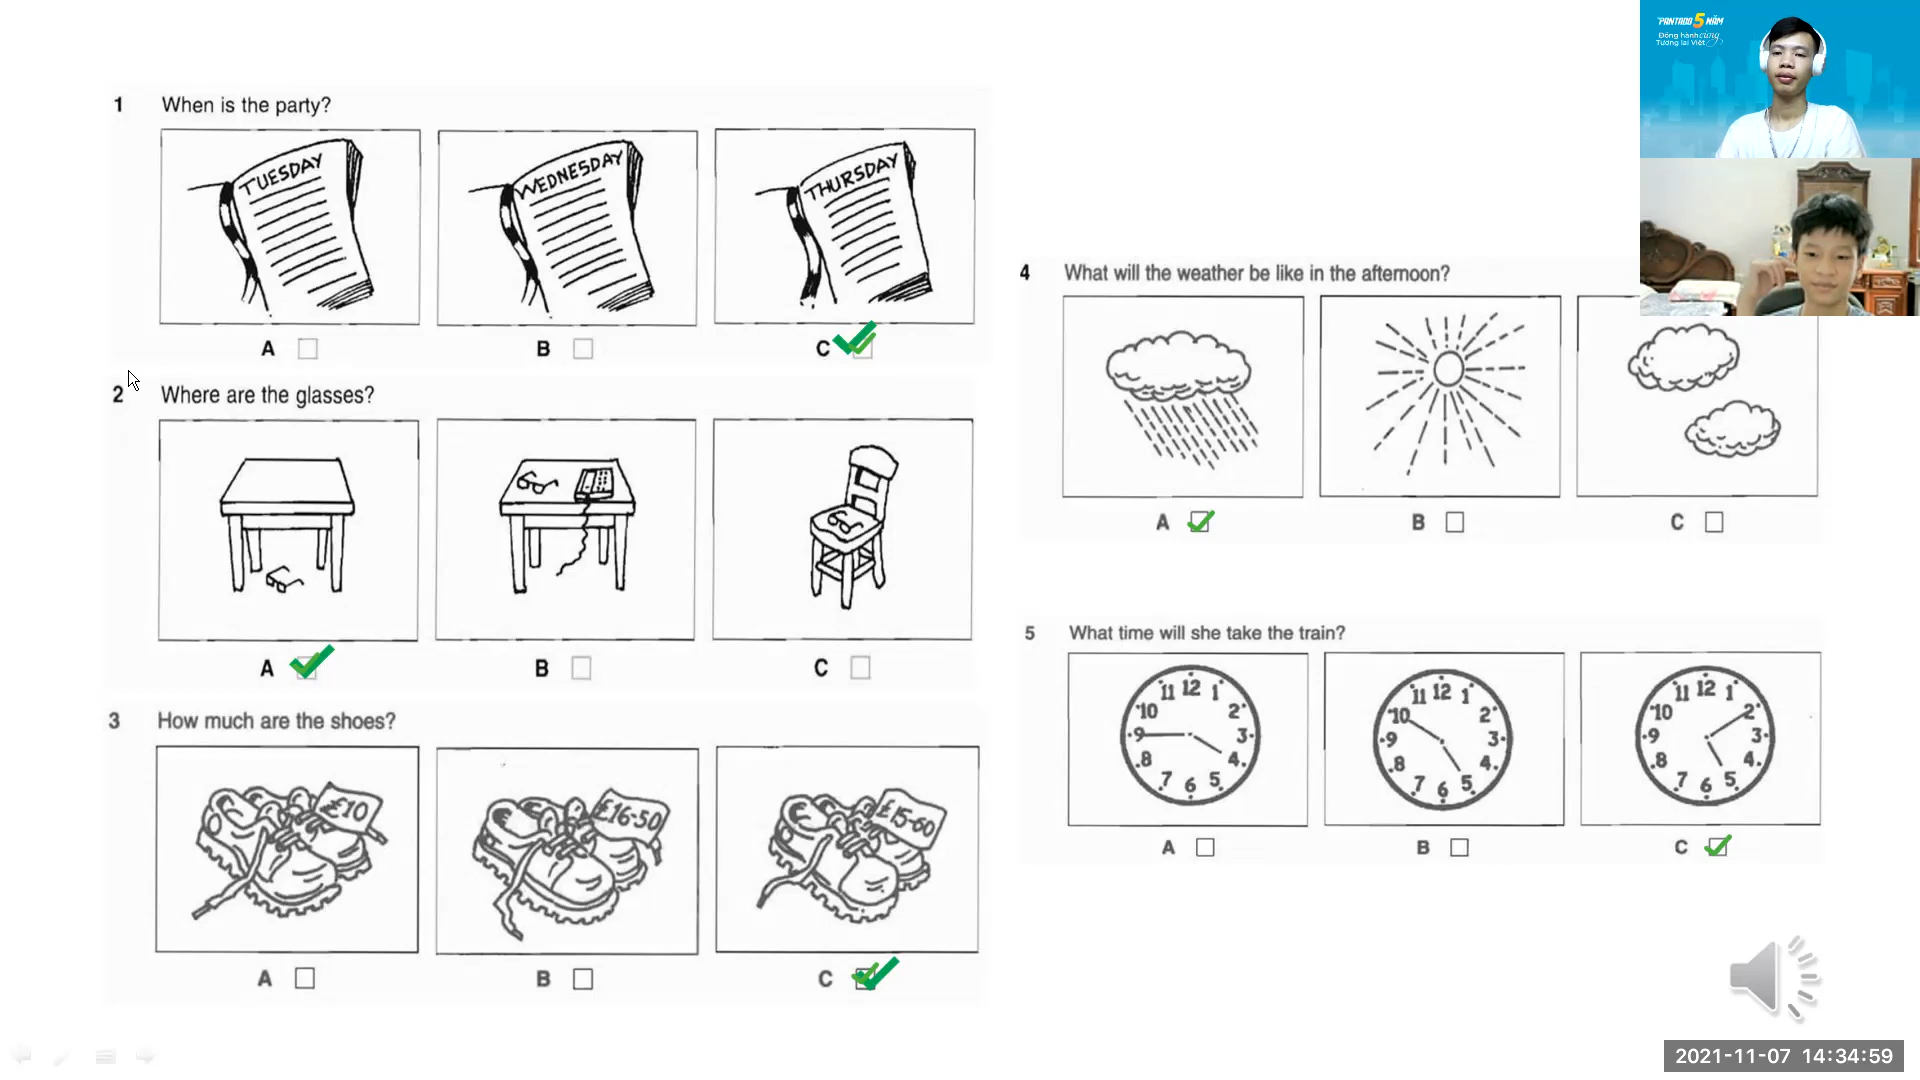 1 When is the party?
TUESDAY
WEDNESDAY
THURSDAY
A
B
C
2 Where are the glasses?
A
B
C
3 How much are the shoes?
£10
£16-50
£15-60
A
B
C
4 What will the weather be like in the afternoon?
A
B
C
5 What time will she take the train?
11 12 1
10 2
9 3
8 4
7 6 5
11 12 1
10 2
9 3
8 4
7 6 5
11 12 1
10 2
9 3
8 4
7 6 5
A
B
C
PANTADO 5 NĂM
Đồng hành cùng
Tương lai Việt
2021-11-07 14:34:59